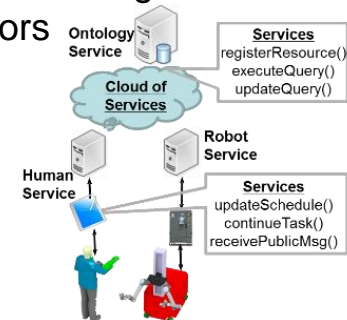 ors
Ontology
Service
Services
registerResource()
executeQuery()
updateQuery()
Cloud of
Services
Robot
Service
Human
Service
Services
updateSchedule()
continueTask()
receivePublicMsg()